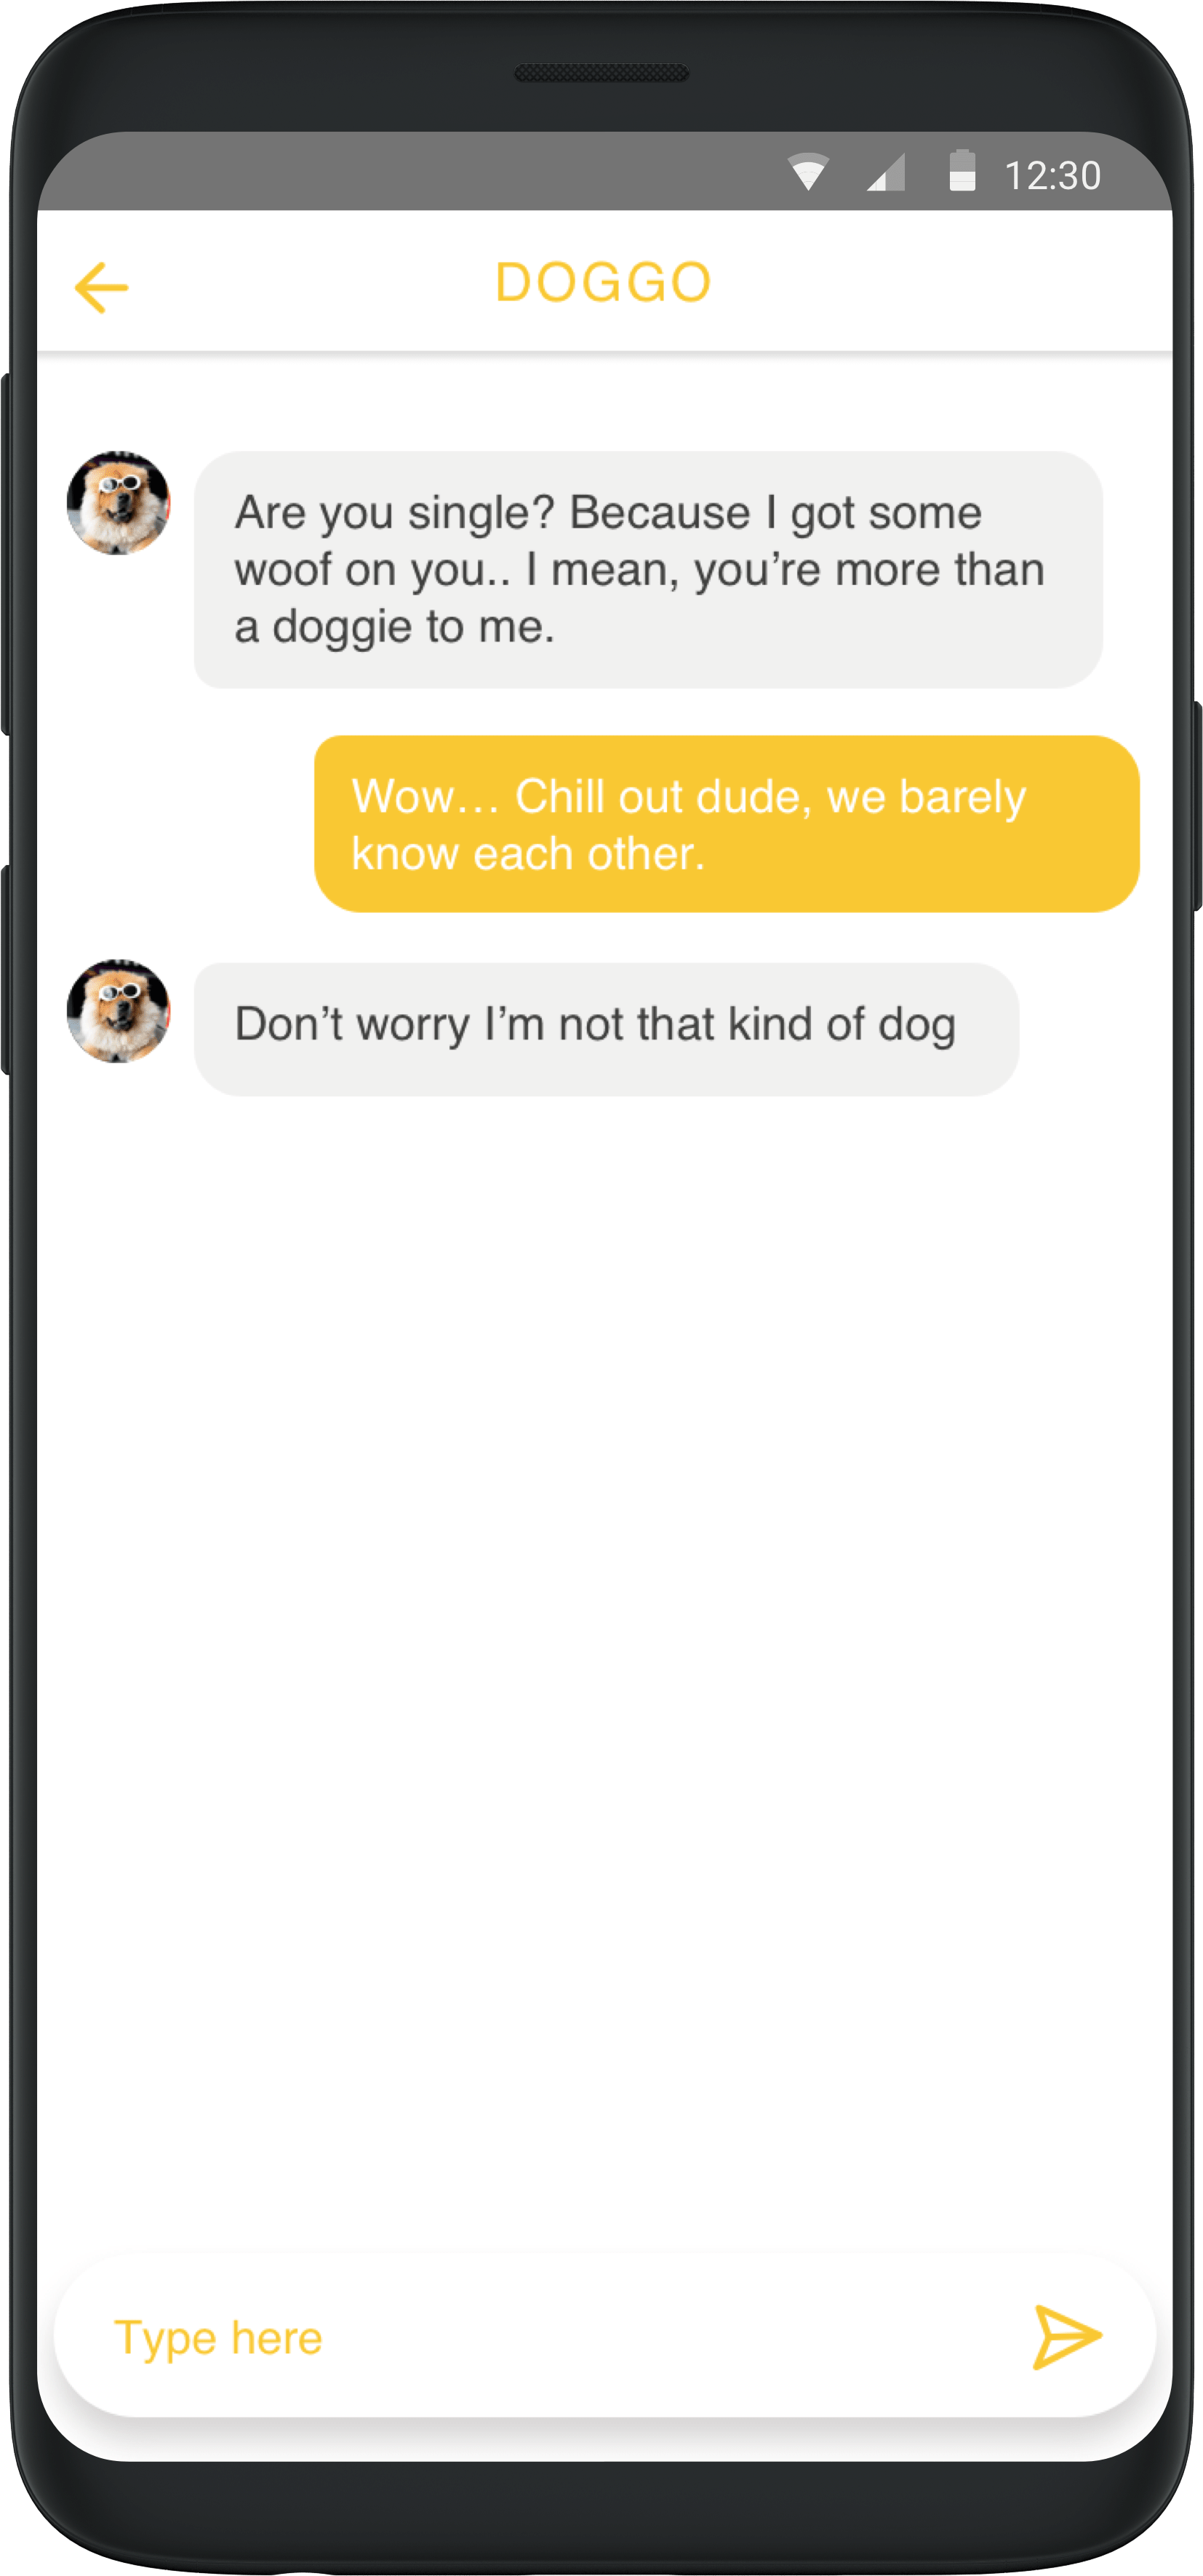 12:30
DOGGO
Are you single? Because I got some
woof on you.. I mean, you’re more than
a doggie to me.
Wow… Chill out dude, we barely
know each other.
Don’t worry I’m not that kind of dog
Type here